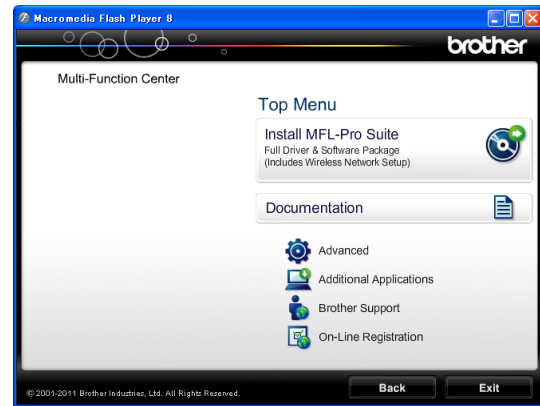 Macromedia Flash Player 8
brother
Multi-Function Center
Top Menu
Install MFL-Pro Suite
Full Driver & Software Package
(Includes Wireless Network Setup)
Documentation
Advanced
Additional Applications
Brother Support
On-Line Registration
© 2001-2011 Brother Industries, Ltd. All Rights Reserved.
Back
Exit